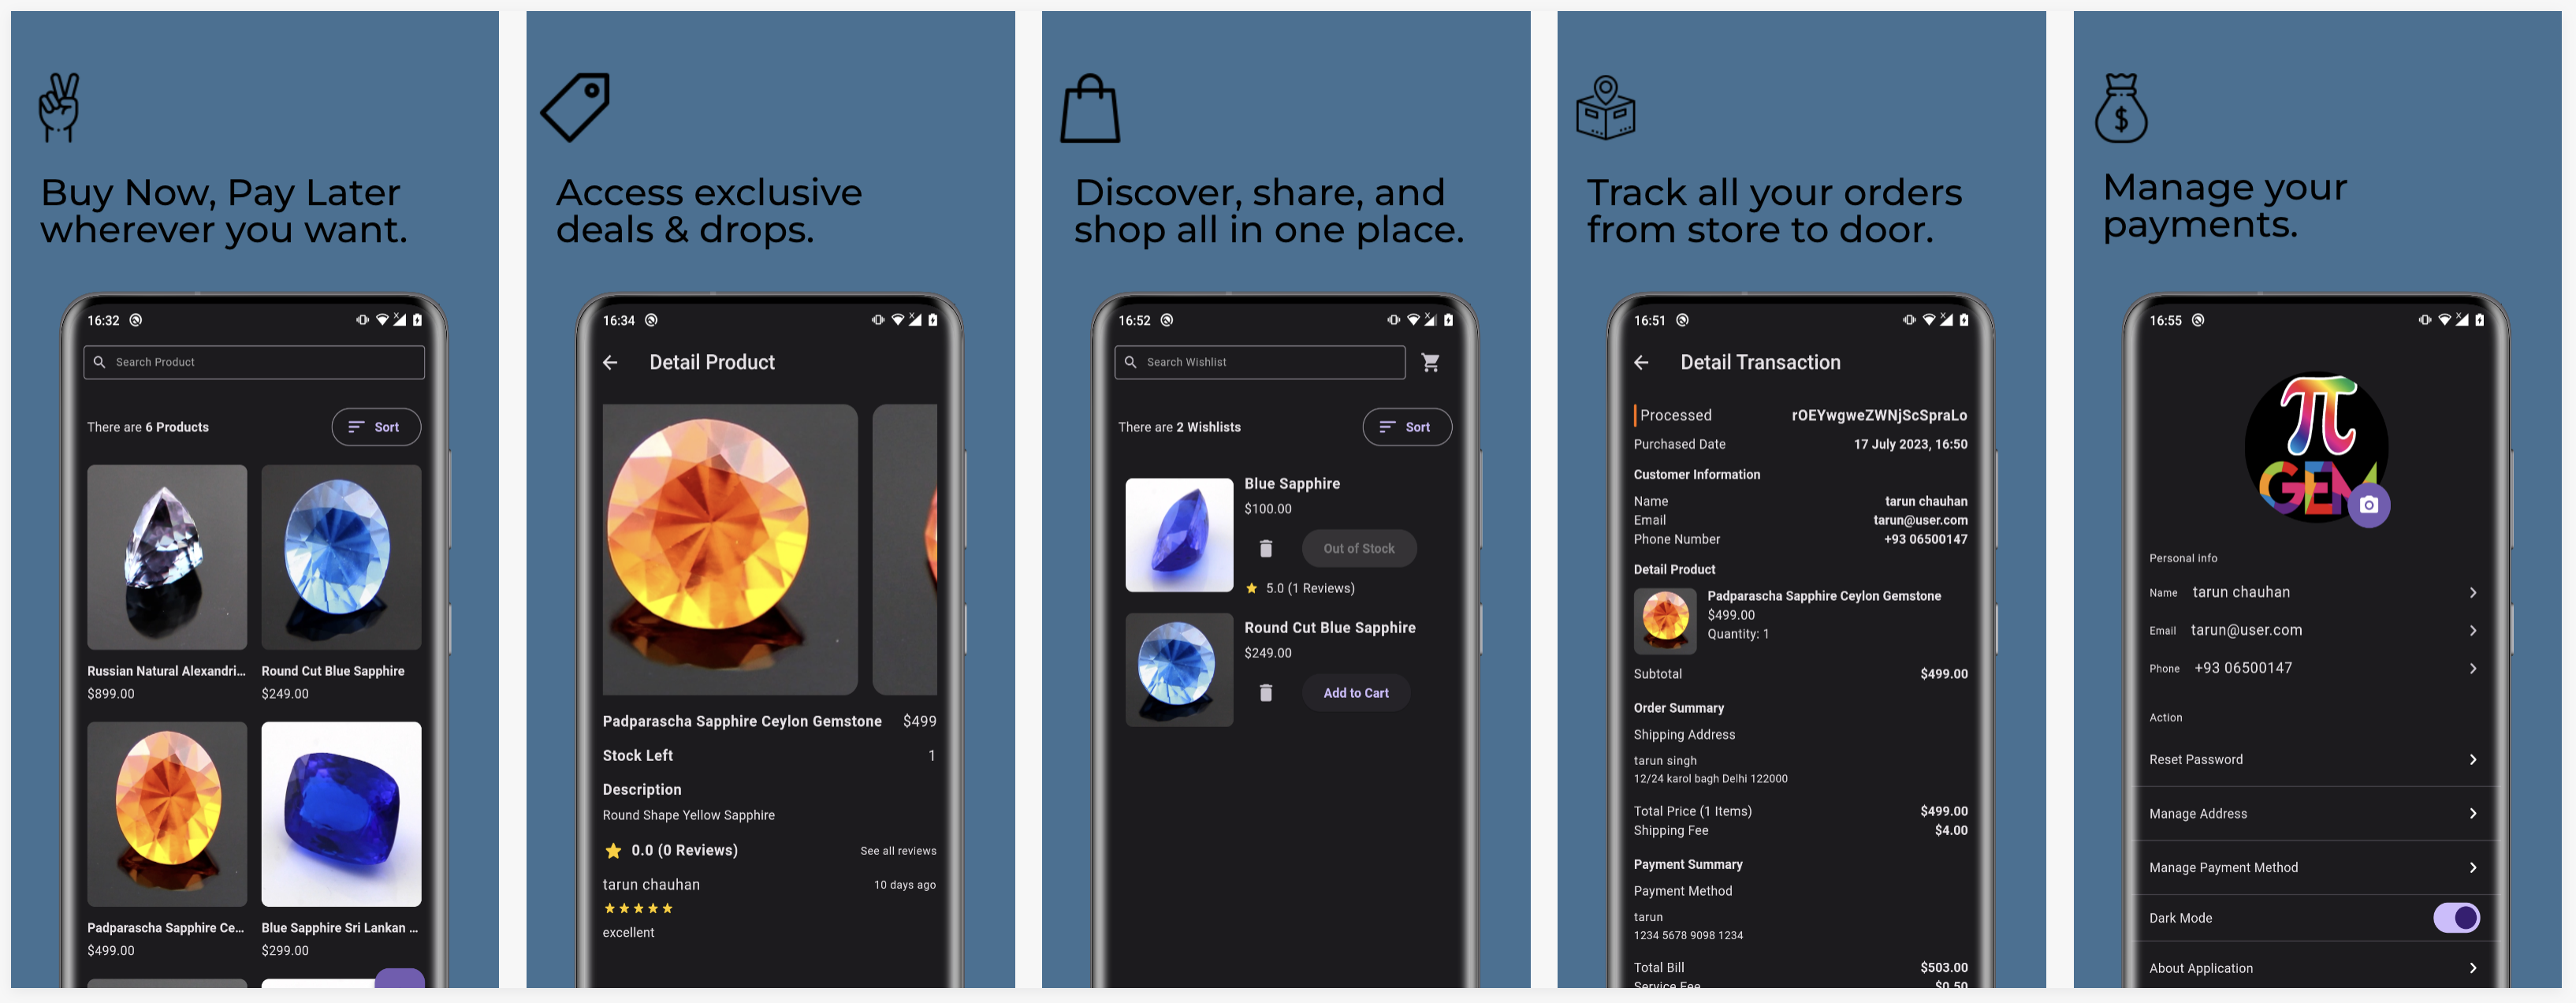 Buy Now, Pay Later
wherever you want.
16:32
Search Product
There are 6 Products
Sort
Russian Natural Alexandri...
$899.00
Round Cut Blue Sapphire
$249.00
Padparascha Sapphire Ce...
$499.00
Blue Sapphire Sri Lankan ...
$299.00
Access exclusive
deals & drops.
16:34
Detail Product
Padparascha Sapphire Ceylon Gemstone $499
Stock Left 1
Description
Round Shape Yellow Sapphire
0.0 (0 Reviews) See all reviews
tarun chauhan 10 days ago
excellent
Discover, share, and
shop all in one place.
16:52
Search Wishlist
There are 2 Wishlists
Sort
Blue Sapphire
$100.00
Out of Stock
5.0 (1 Reviews)
Round Cut Blue Sapphire
$249.00
Add to Cart
Track all your orders
from store to door.
16:51
Detail Transaction
Processed rOEYwgweZWNjScSpraLo
Purchased Date 17 July 2023, 16:50
Customer Information
Name tarun chauhan
Email tarun@user.com
Phone Number +93 06500147
Detail Product
Padparascha Sapphire Ceylon Gemstone
$499.00
Quantity: 1
Subtotal $499.00
Order Summary
Shipping Address
tarun singh
12/24 karol bagh Delhi 122000
Total Price (1 Items) $499.00
Shipping Fee $4.00
Payment Summary
Payment Method
tarun
1234 5678 9098 1234
Total Bill $503.00
Service Fee $0.50
Manage your
payments.
16:55
π
GEM
Personal info
Name tarun chauhan
Email tarun@user.com
Phone +93 06500147
Action
Reset Password
Manage Address
Manage Payment Method
Dark Mode
About Application